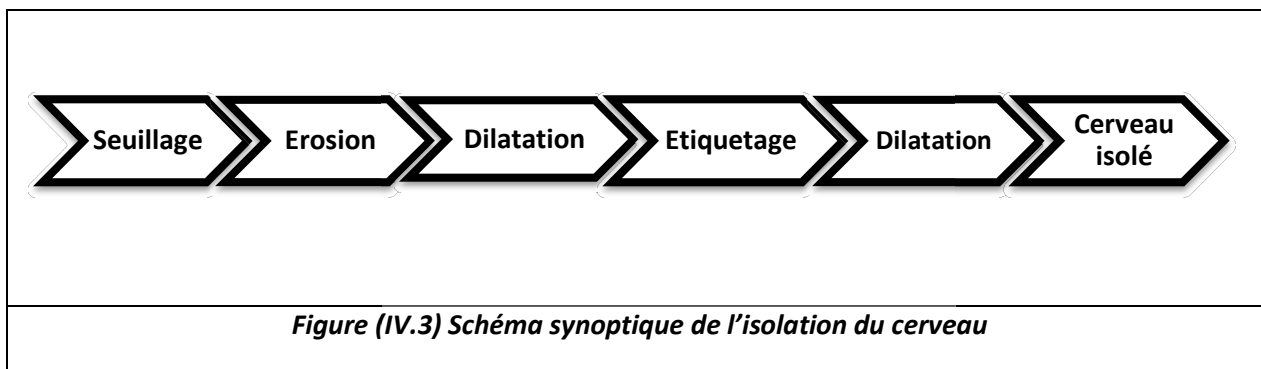 Seuillage
Erosion
Dilatation
Etiquetage
Dilatation
Cerveau
isolé
Figure (IV.3) Schéma synoptique de l’isolation du cerveau